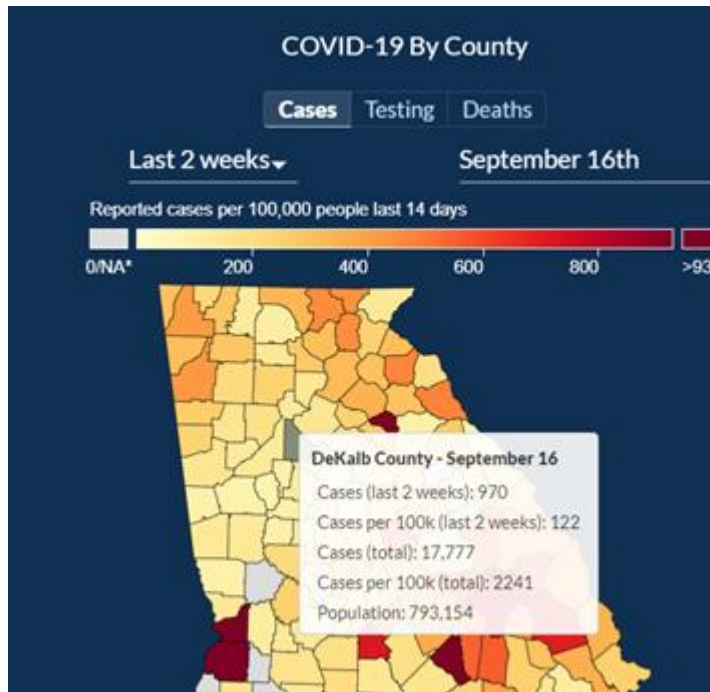 COVID-19 By County
Cases Testing Deaths
Last 2 weeks September 16th
Reported cases per 100,000 people last 14 days
0/NA* 200 400 600 800 >93
DeKalb County - September 16
Cases (last 2 weeks): 970
Cases per 100k (last 2 weeks): 122
Cases (total): 17,777
Cases per 100k (total): 2241
Population: 793,154